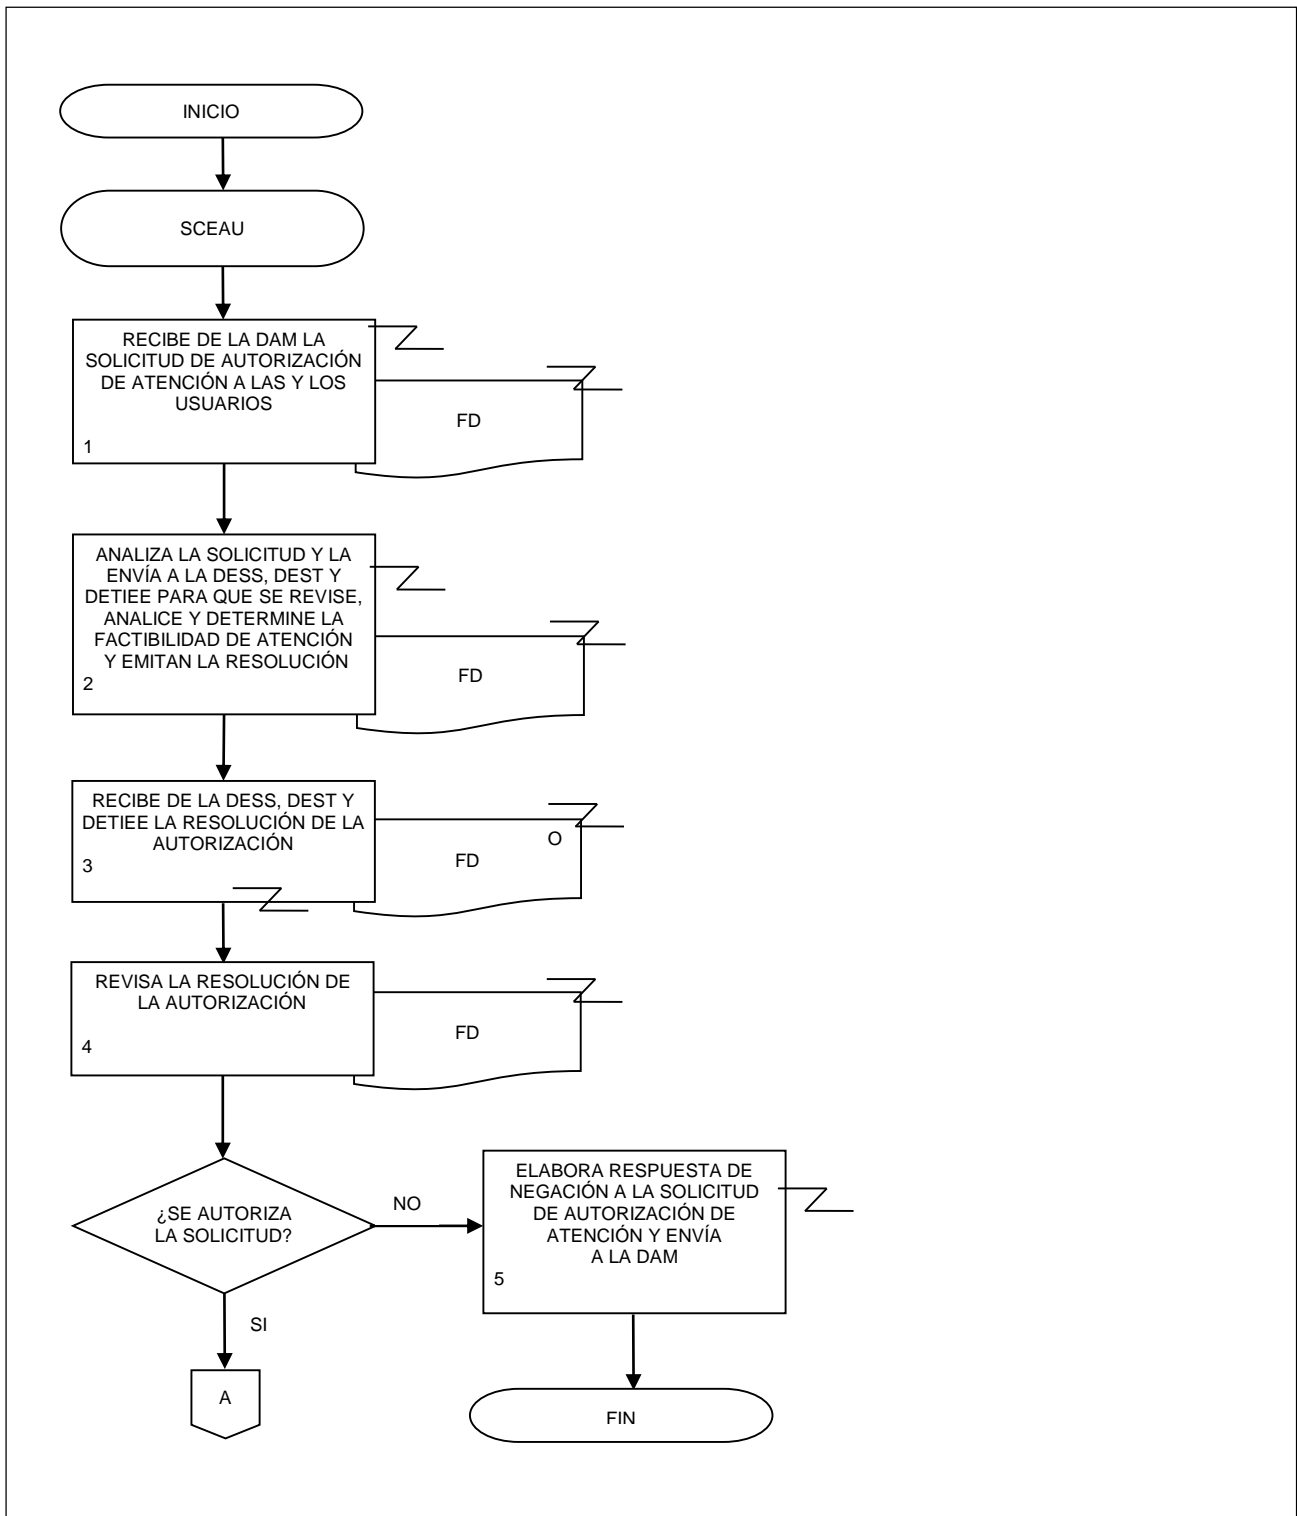 INICIO
SCEAU
RECIBE DE LA DAM LA
SOLICITUD DE AUTORIZACIÓN
DE ATENCIÓN A LAS Y LOS
USUARIOS
1
FD
ANALIZA LA SOLICITUD Y LA
ENVÍA A LA DESS, DEST Y
DETIEE PARA QUE SE REVISE,
ANALICE Y DETERMINE LA
FACTIBILIDAD DE ATENCIÓN
Y EMITAN LA RESOLUCIÓN
2
FD
RECIBE DE LA DESS, DEST Y
DETIEE LA RESOLUCIÓN DE LA
AUTORIZACIÓN
3
O
FD
REVISA LA RESOLUCIÓN DE
LA AUTORIZACIÓN
4
FD
¿SE AUTORIZA
LA SOLICITUD?
NO
ELABORA RESPUESTA DE
NEGACIÓN A LA SOLICITUD
DE AUTORIZACIÓN DE
ATENCIÓN Y ENVÍA
A LA DAM
5
SI
A
FIN